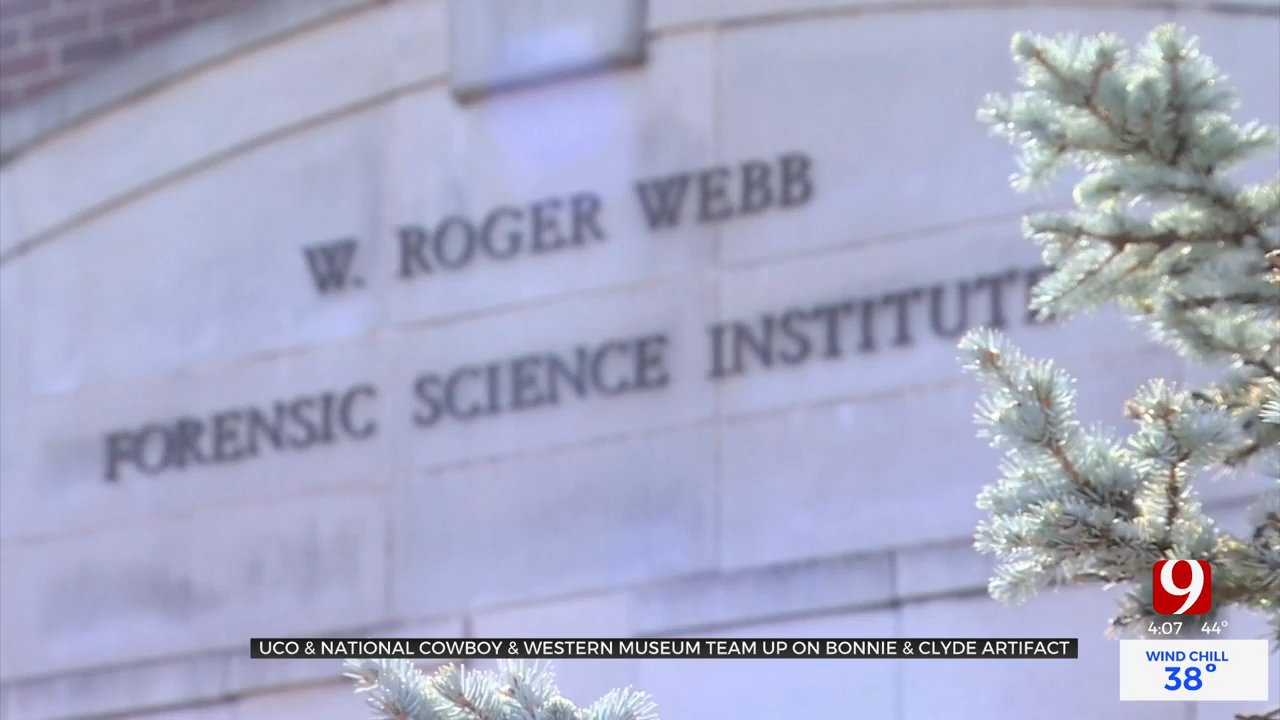 W. ROGER WEBB
FORENSIC SCIENCE INSTITUTE
9
4:07 44°
UCO & NATIONAL COWBOY & WESTERN MUSEUM TEAM UP ON BONNIE & CLYDE ARTIFACT
WIND CHILL
38°